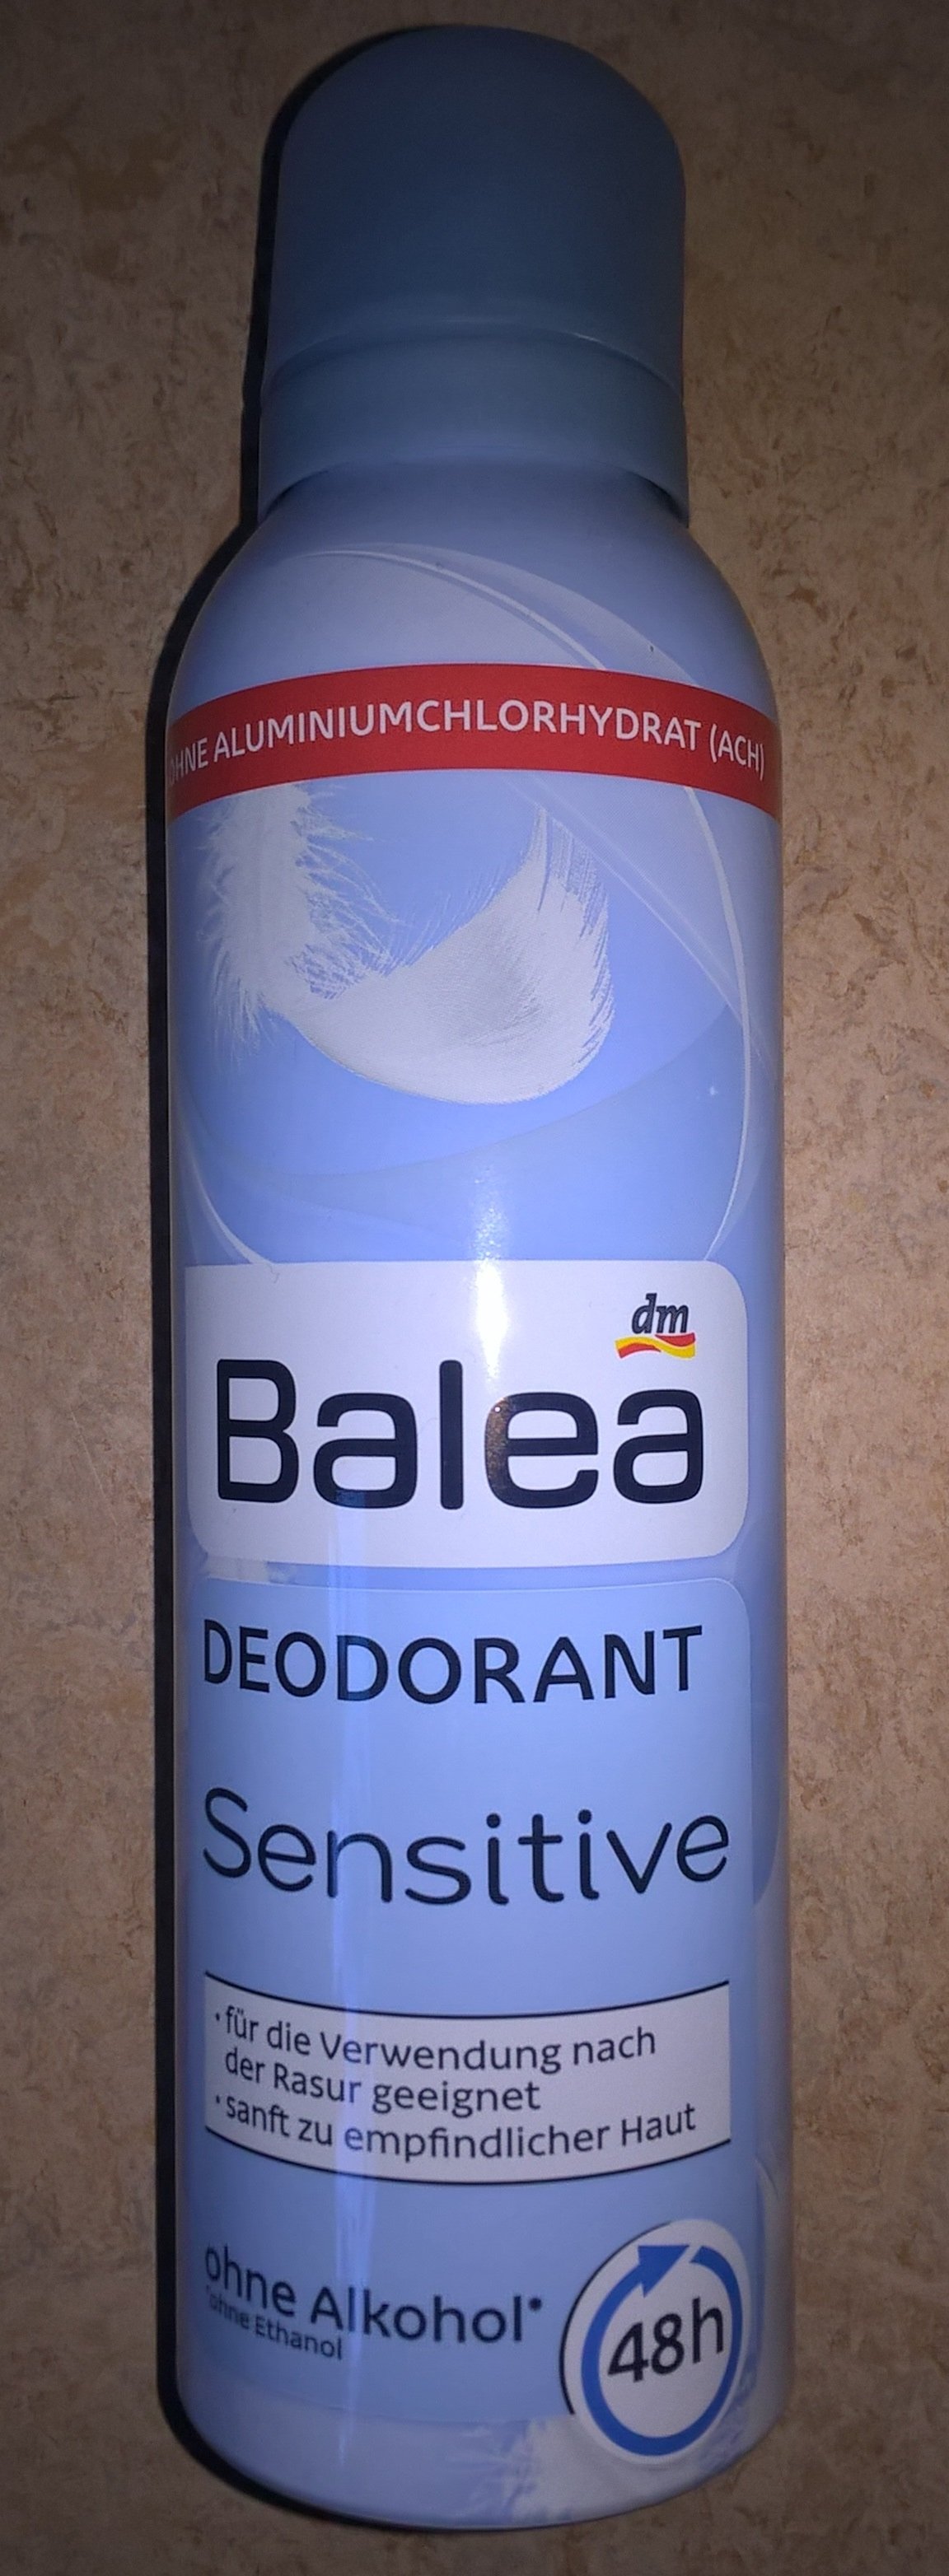 OHNE ALUMINIUMCHLORHYDRAT (ACH)
dm
Balea
DEODORANT
Sensitive
• für die Verwendung nach
der Rasur geeignet
• sanft zu empfindlicher Haut
ohne Alkohol*
*ohne Ethanol
48h